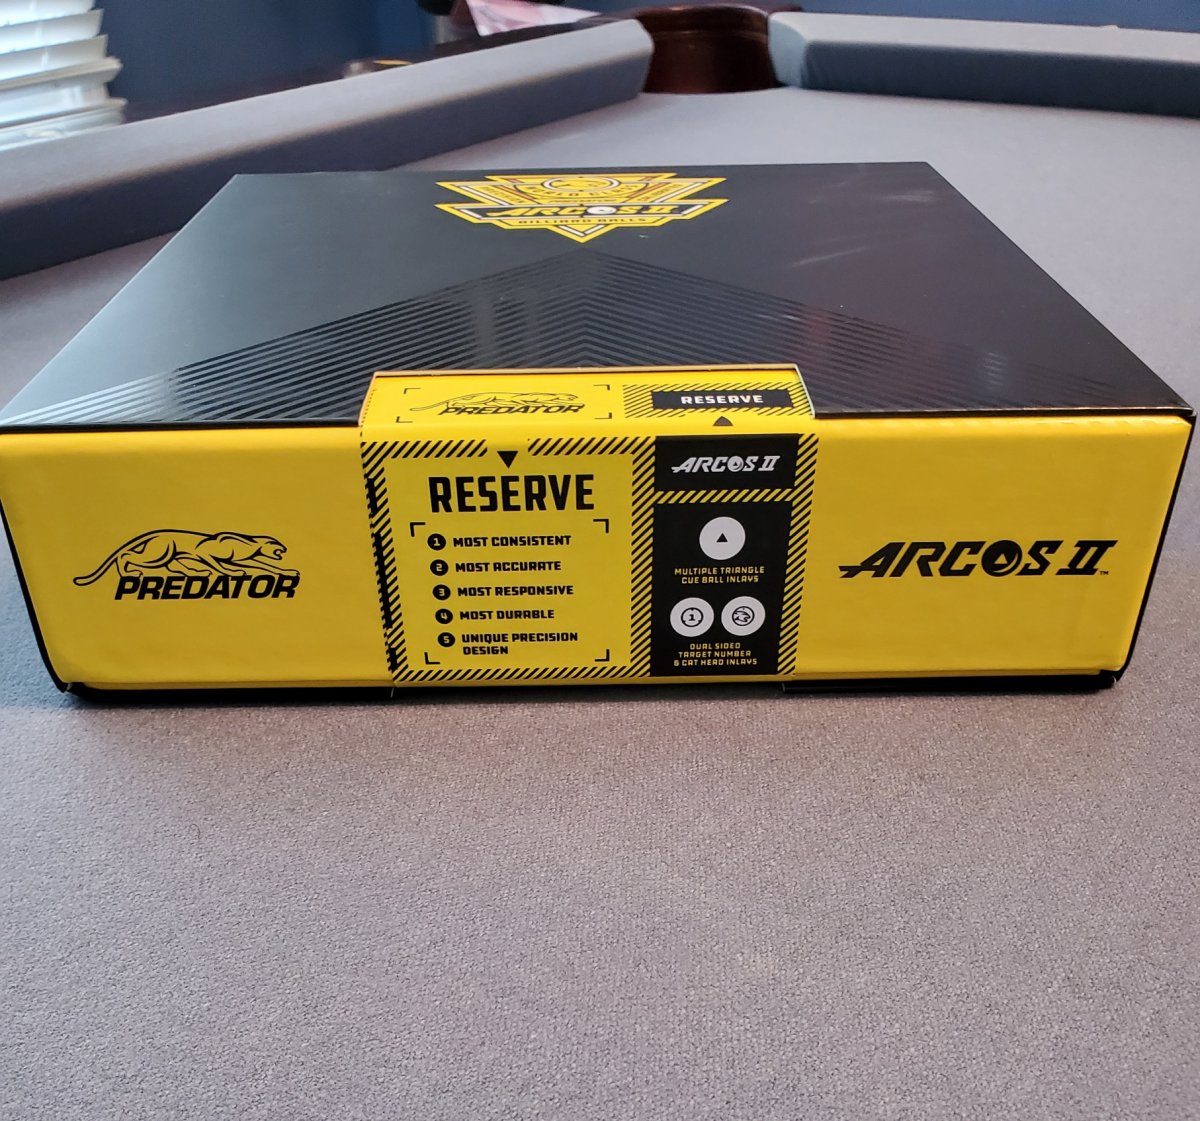 ARCOS II
BILLIARD BALLS
PREDATOR
RESERVE
PREDATOR
RESERVE
1 MOST CONSISTENT
2 MOST ACCURATE
3 MOST RESPONSIVE
4 MOST DURABLE
5 UNIQUE PRECISION
DESIGN
ARCOS II
MULTIPLE TRIANGLE
CUE BALL INLAYS
1
DUAL SIDED
TARGET NUMBER
& CAT HEAD INLAYS
ARCOS II™